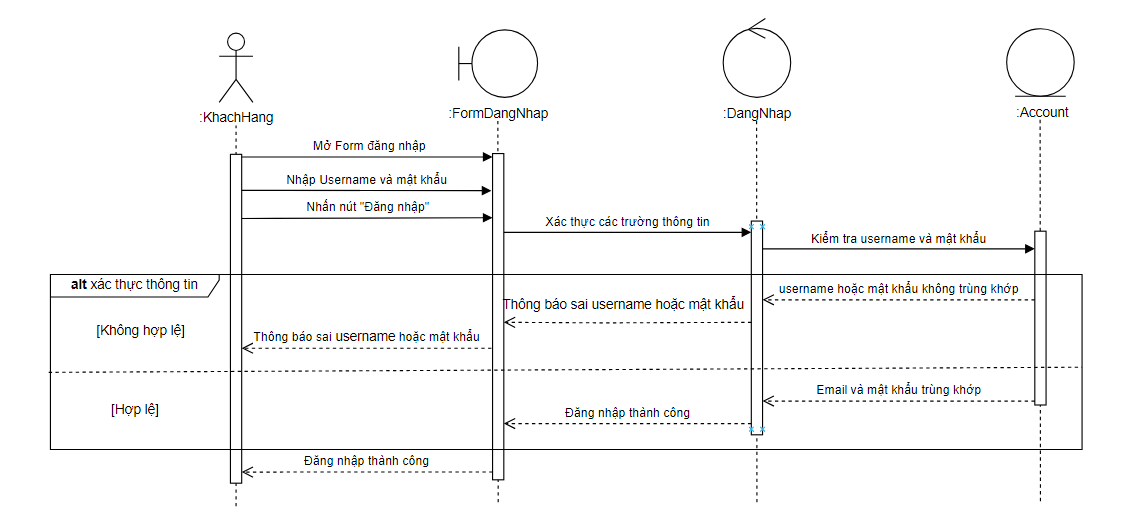 :KhachHang
:FormDangNhap
:DangNhap
:Account
Mở Form đăng nhập
Nhập Username và mật khẩu
Nhấn nút "Đăng nhập"
Xác thực các trường thông tin
Kiểm tra username và mật khẩu
alt xác thực thông tin
username hoặc mật khẩu không trùng khớp
Thông báo sai username hoặc mật khẩu
[Không hợp lệ]
Thông báo sai username hoặc mật khẩu
Email và mật khẩu trùng khớp
[Hợp lệ]
Đăng nhập thành công
Đăng nhập thành công